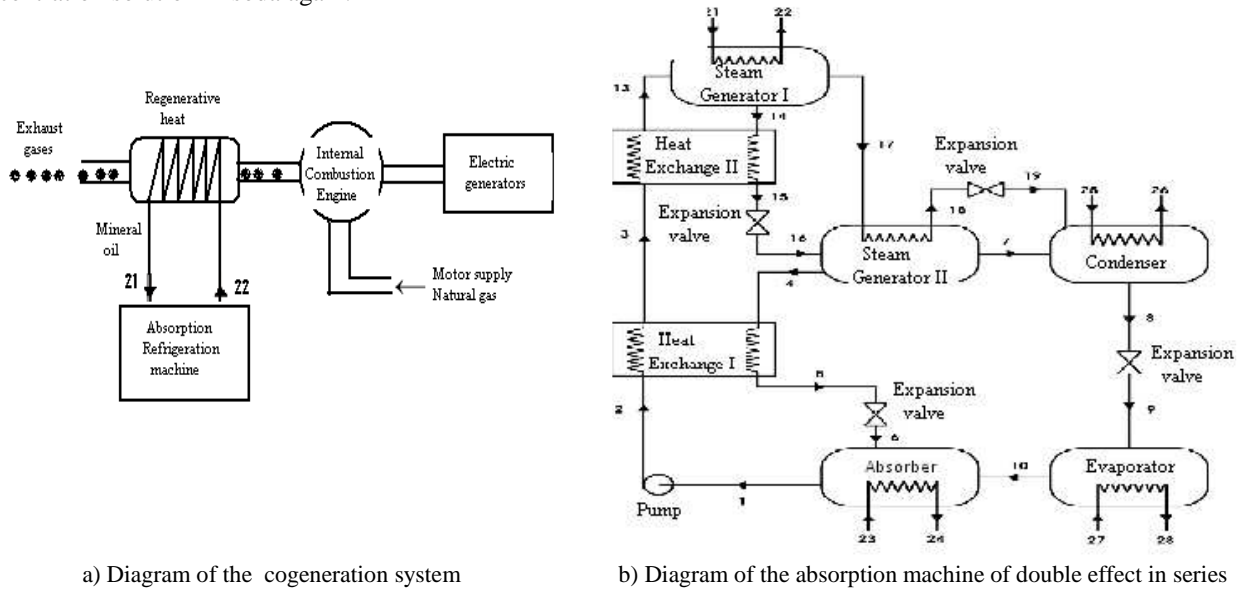 Regenerative
heat
Exhaust
gases
Internal
Combustion
Engine
Electric
generators
Mineral
oil
21
22
Motor supply
Natural gas
Absorption
Refrigeration
machine
a) Diagram of the cogeneration system
21
22
Steam
Generator I
13
14
Heat
Exchange II
17
Expansion
valve
15
19
18
25
26
Expansion
valve
3
16
Steam
Generator II
7
Condenser
4
8
Heat
Exchange I
Expansion
valve
Expansion
valve
2
6
9
Absorber
10
Evaporator
Pump
1
23
24
27
28
b) Diagram of the absorption machine of double effect in series